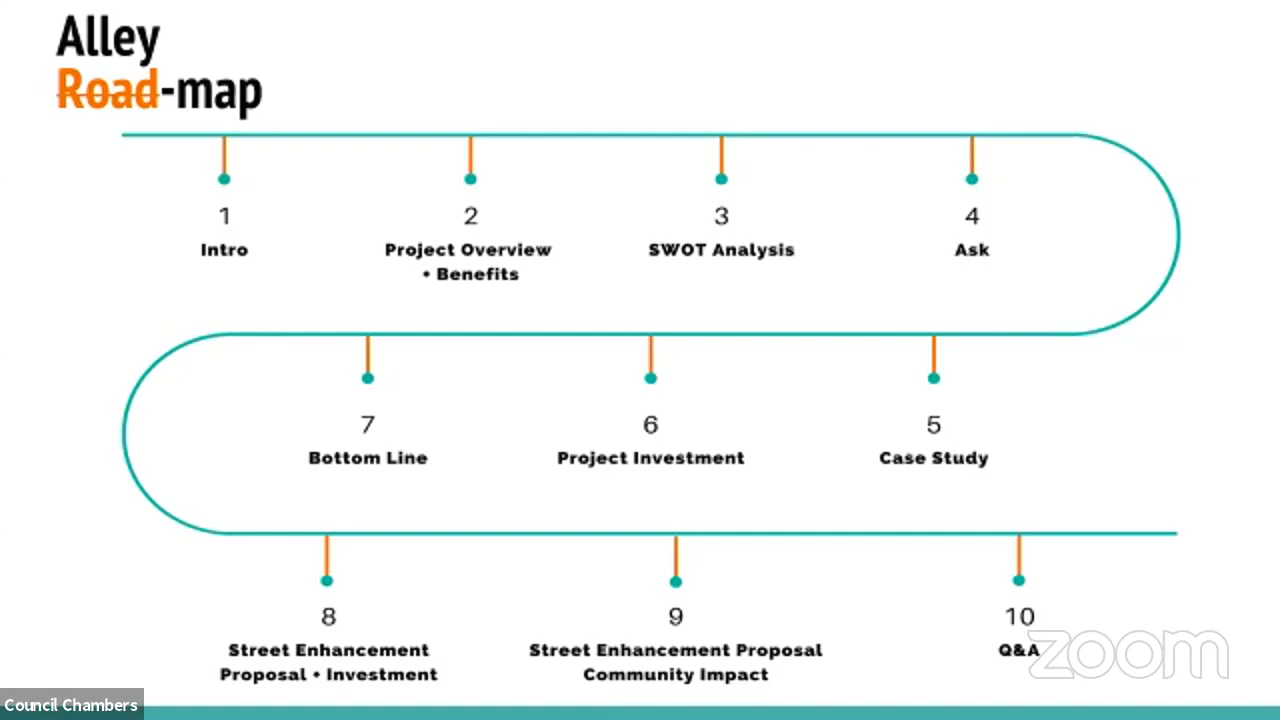 Alley
Road-map
1
Intro
2
Project Overview
• Benefits
3
SWOT Analysis
4
Ask
5
Case Study
6
Project Investment
7
Bottom Line
8
Street Enhancement
Proposal • Investment
9
Street Enhancement Proposal
Community Impact
10
Q&A
zoom
Council Chambers